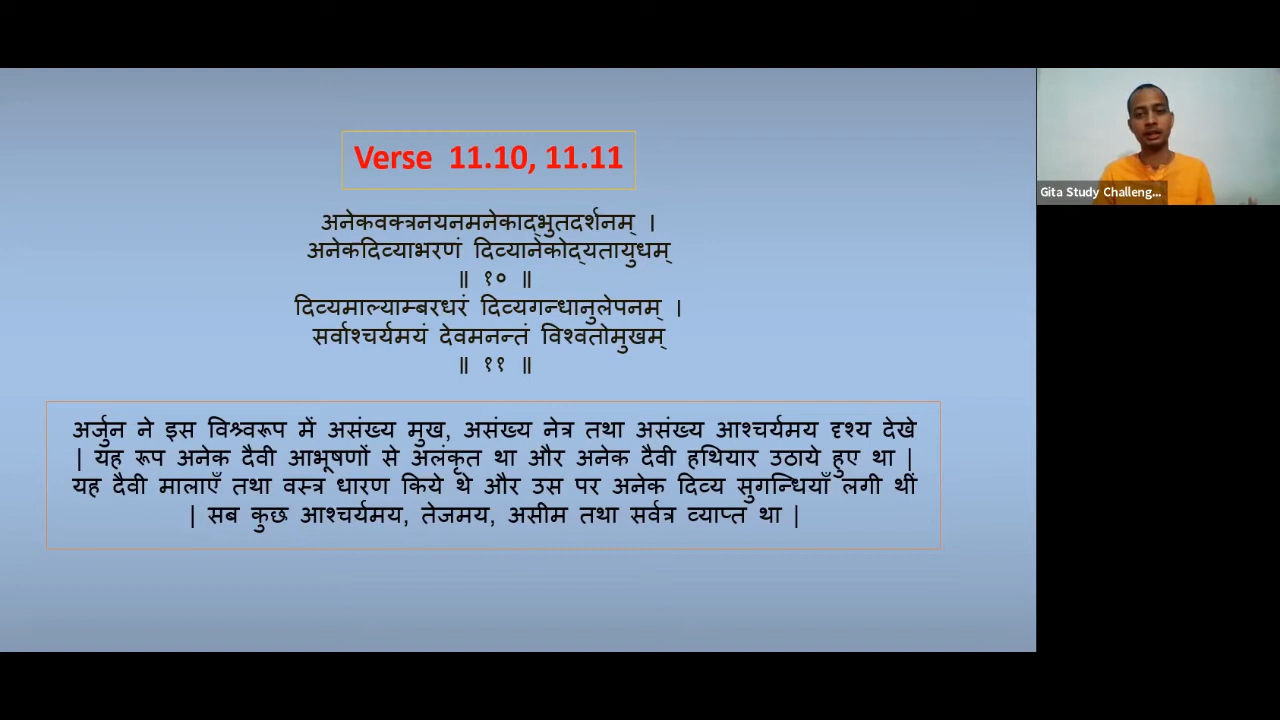 Verse 11.10, 11.11
अनेकवक्त्रनयनमनेकाद्भुतदर्शनम् ।
अनेकदिव्याभरणं दिव्यानेकोद्यतायुधम्
॥ १० ॥
दिव्यमाल्याम्बरधरं दिव्यगन्धानुलेपनम् ।
सर्वाश्चर्यमयं देवमनन्तं विश्वतोमुखम्
॥ ११ ॥
अर्जुन ने इस विश्र्वरूप में असंख्य मुख, असंख्य नेत्र तथा असंख्य आश्चर्यमय दृश्य देखे
| यह रूप अनेक दैवी आभूषणों से अलंकृत था और अनेक दैवी हथियार उठाये हुए था |
यह दैवी मालाएँ तथा वस्त्र धारण किये थे और उस पर अनेक दिव्य सुगन्धियाँ लगी थीं
| सब कुछ आश्चर्यमय, तेजमय, असीम तथा सर्वत्र व्याप्त था |
Gita Study Challeng...